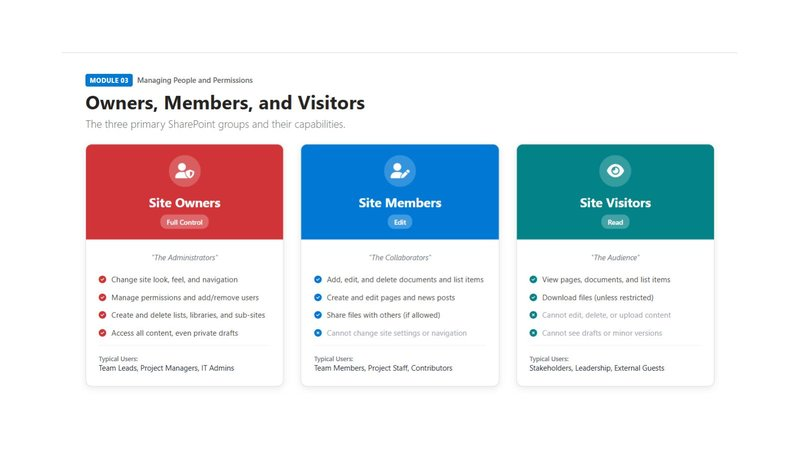 MODULE 03 Managing People and Permissions
Owners, Members, and Visitors
The three primary SharePoint groups and their capabilities.
Site Owners
Full Control
"The Administrators"
Change site look, feel, and navigation
Manage permissions and add/remove users
Create and delete lists, libraries, and sub-sites
Access all content, even private drafts
Typical Users:
Team Leads, Project Managers, IT Admins
Site Members
Edit
"The Collaborators"
Add, edit, and delete documents and list items
Create and edit pages and news posts
Share files with others (if allowed)
Cannot change site settings or navigation
Typical Users:
Team Members, Project Staff, Contributors
Site Visitors
Read
"The Audience"
View pages, documents, and list items
Download files (unless restricted)
Cannot edit, delete, or upload content
Cannot see drafts or minor versions
Typical Users:
Stakeholders, Leadership, External Guests